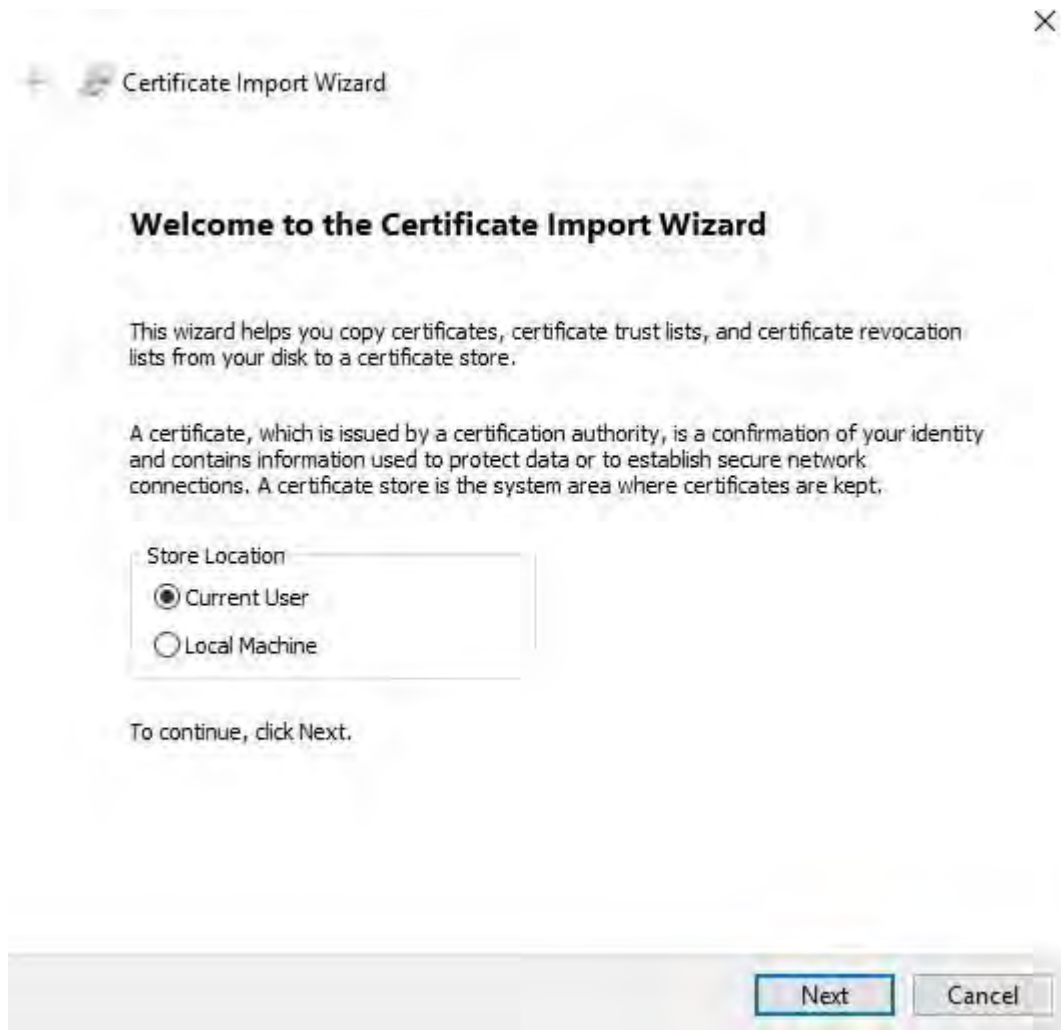 Certificate Import Wizard
Welcome to the Certificate Import Wizard
This wizard helps you copy certificates, certificate trust lists, and certificate revocation
lists from your disk to a certificate store.
A certificate, which is issued by a certification authority, is a confirmation of your identity
and contains information used to protect data or to establish secure network
connections. A certificate store is the system area where certificates are kept.
Store Location
Current User
Local Machine
To continue, click Next.
Next Cancel